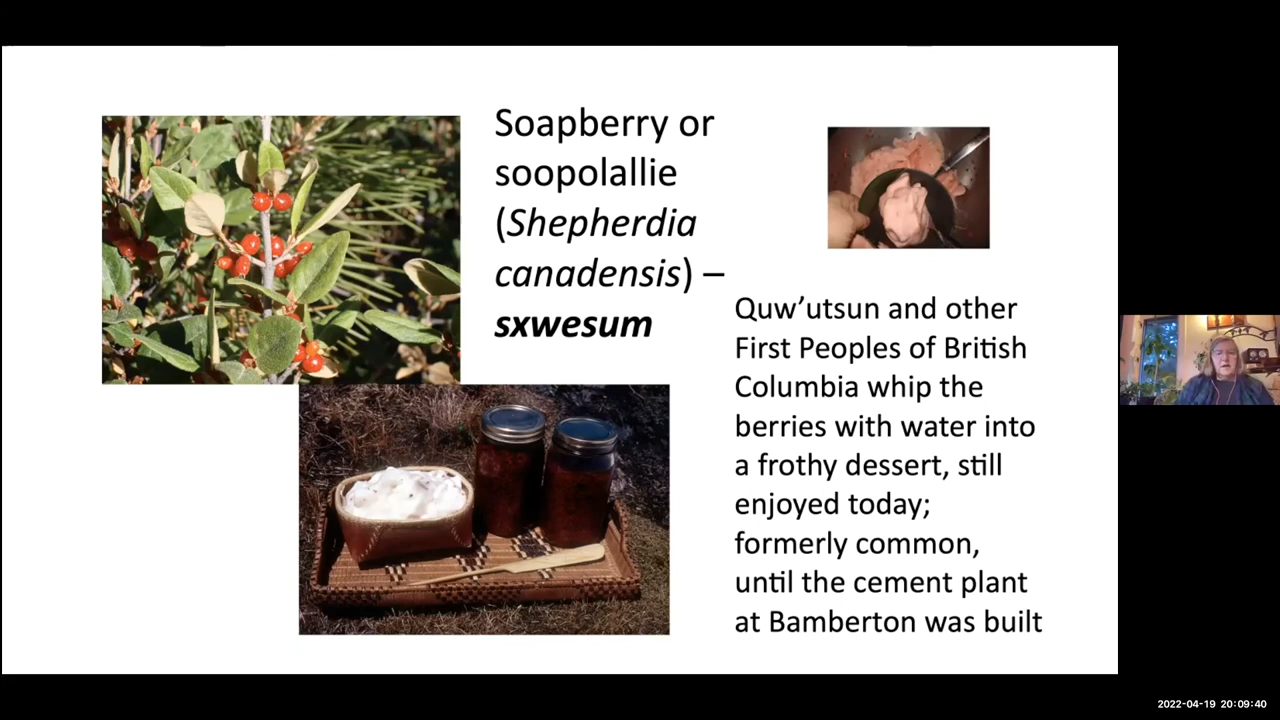 Soapberry or
soopolallie
(Shepherdia
canadensis) –
sxwesum
Quw’utsun and other
First Peoples of British
Columbia whip the
berries with water into
a frothy dessert, still
enjoyed today;
formerly common,
until the cement plant
at Bamberton was built
2022-04-19 20:09:40